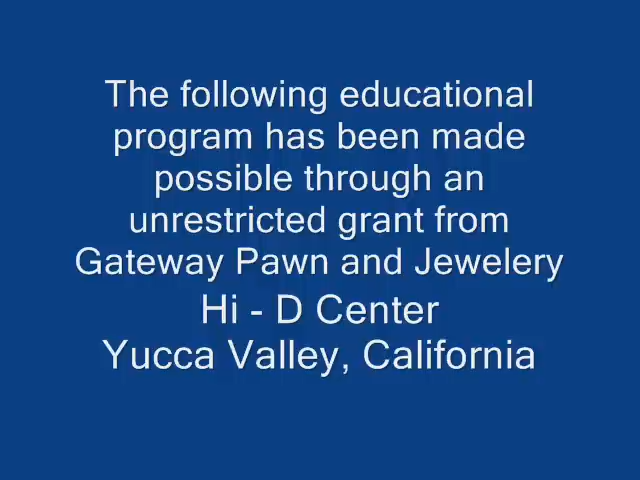 The following educational
program has been made
possible through an
unrestricted grant from
Gateway Pawn and Jewelery
Hi - D Center
Yucca Valley, California